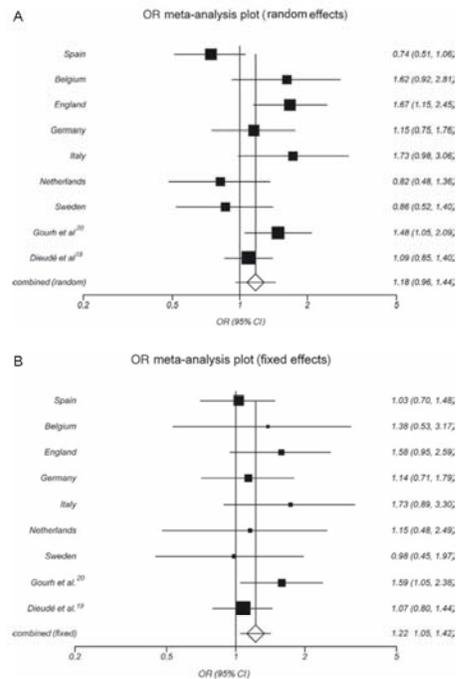 A
OR meta-analysis plot (random effects)
Spain 0.74 (0.51, 1.06)
Belgium 1.62 (0.92, 2.81)
England 1.67 (1.15, 2.45)
Germany 1.15 (0.75, 1.76)
Italy 1.73 (0.98, 3.06)
Netherlands 0.82 (0.48, 1.36)
Sweden 0.86 (0.52, 1.40)
Gourh et al 20 1.48 (1.05, 2.09)
Dieudé et al 19 1.09 (0.85, 1.40)
combined (random) 1.18 (0.96, 1.44)
0.2 0.5 1 2 5
OR (95% CI)
B
OR meta-analysis plot (fixed effects)
Spain 1.03 (0.70, 1.48)
Belgium 1.38 (0.53, 3.17)
England 1.58 (0.95, 2.59)
Germany 1.14 (0.71, 1.79)
Italy 1.73 (0.89, 3.30)
Netherlands 1.15 (0.48, 2.49)
Sweden 0.98 (0.45, 1.97)
Gourh et al. 20 1.59 (1.05, 2.38)
Dieudé et al. 19 1.07 (0.80, 1.44)
combined (fixed) 1.22 1.05, 1.42)
0.2 0.5 1 2 5
OR (95% CI)